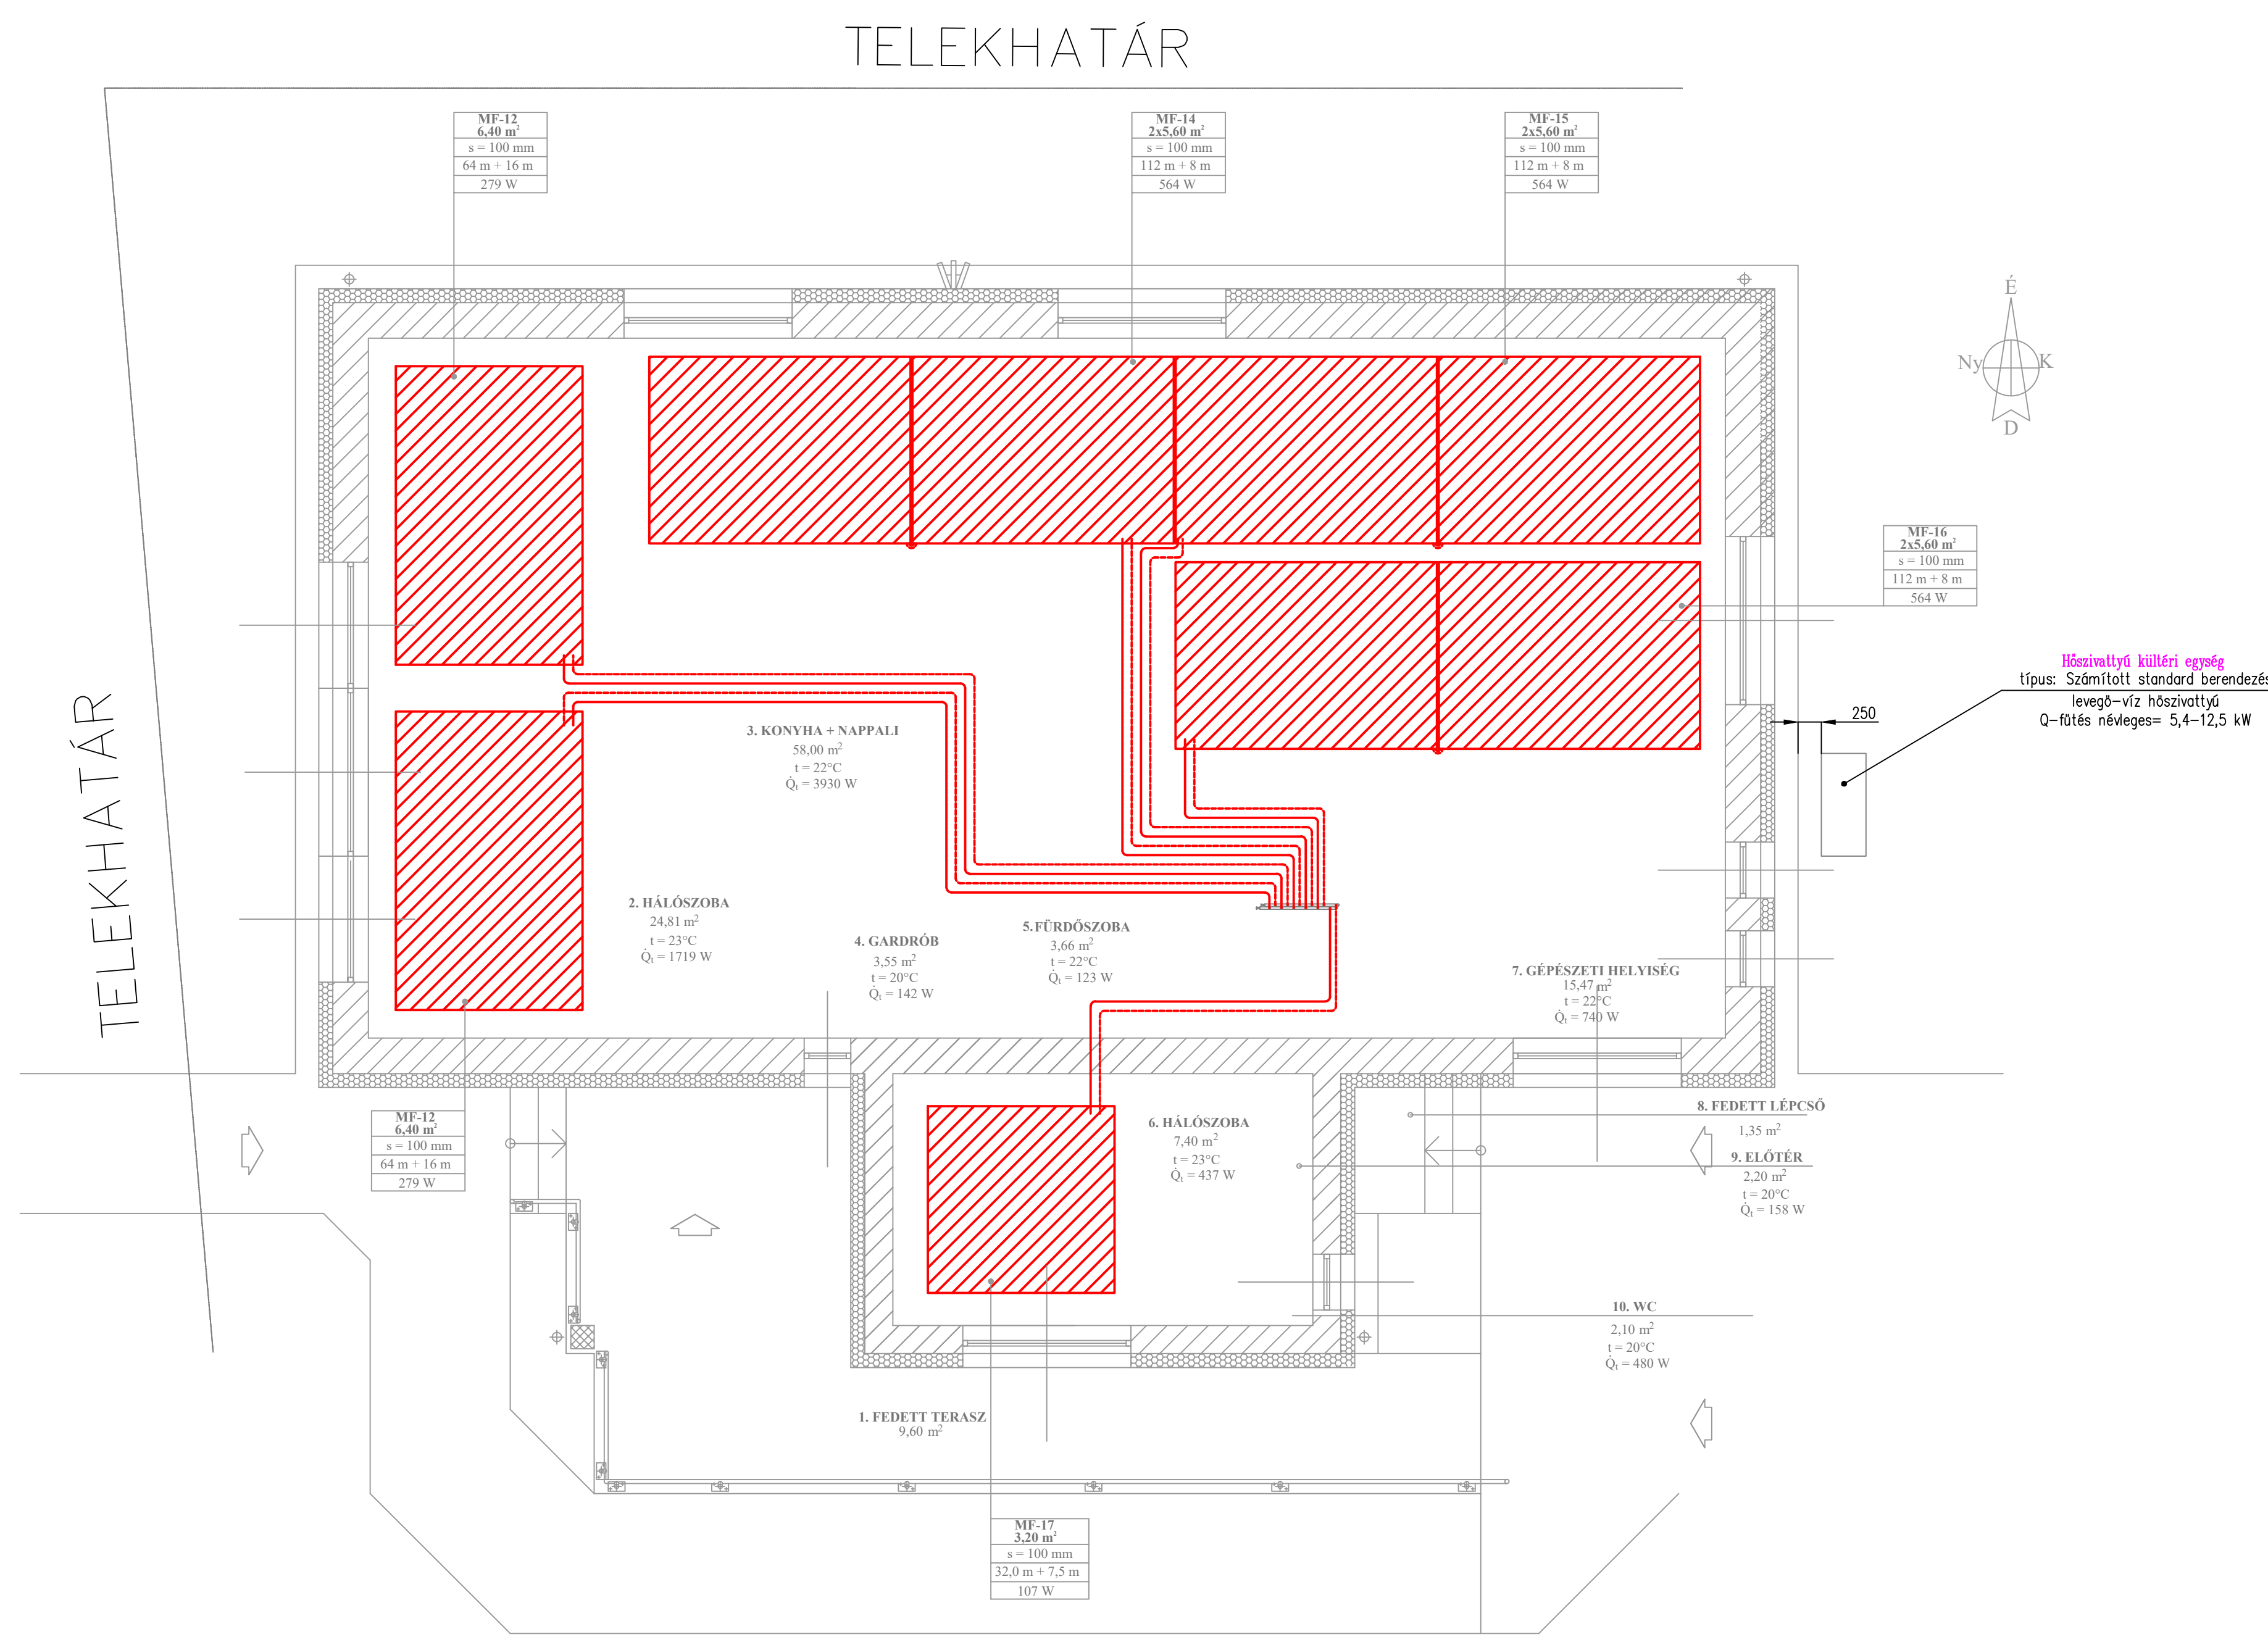 TELEKHATÁR
MF-12
6,40 m²
s = 100 mm
64 m + 16 m
279 W
MF-14
2x5,60 m²
s = 100 mm
112 m + 8 m
564 W
MF-15
2x5,60 m²
s = 100 mm
112 m + 8 m
564 W
É
Ny
K
D
MF-16
2x5,60 m²
s = 100 mm
112 m + 8 m
564 W
Hőszivattyú kültéri egység
típus: Számított standard berendezés
levegő-víz hőszivattyú
Q-fűtés névleges= 5,4-12,5 kW
250
TELEKHATÁR
3. KONYHA + NAPPALI
58,00 m²
t = 22°C
Q̇t = 3930 W
2. HÁLÓSZOBA
24,81 m²
t = 23°C
Q̇t = 1719 W
4. GARDRÓB
3,55 m²
t = 20°C
Q̇t = 142 W
5.FÜRDŐSZOBA
3,66 m²
t = 22°C
Q̇t = 123 W
7. GÉPÉSZETI HELYISÉG
15,47 m²
t = 22°C
Q̇t = 740 W
MF-12
6,40 m²
s = 100 mm
64 m + 16 m
279 W
6. HÁLÓSZOBA
7,40 m²
t = 23°C
Q̇t = 437 W
8. FEDETT LÉPCSŐ
1,35 m²
9. ELŐTÉR
2,20 m²
t = 20°C
Q̇t = 158 W
10. WC
2,10 m²
t = 20°C
Q̇t = 480 W
1. FEDETT TERASZ
9,60 m²
MF-17
3,20 m²
s = 100 mm
32,0 m + 7,5 m
107 W